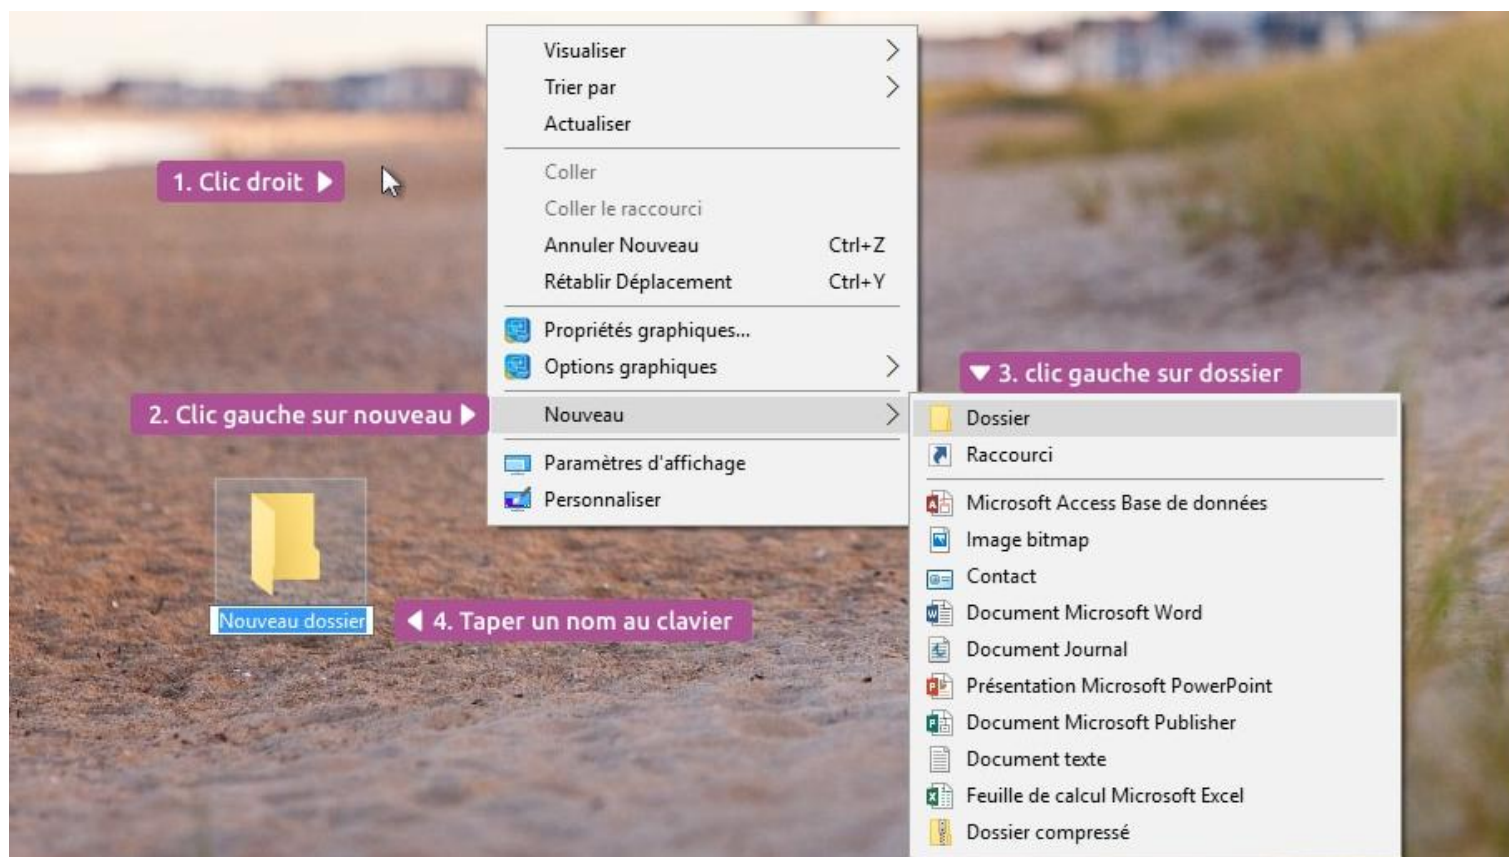 Visualiser
Trier par
Actualiser
1. Clic droit
Coller
Coller le raccourci
Annuler Nouveau Ctrl+Z
Rétablir Déplacement Ctrl+Y
Propriétés graphiques...
Options graphiques
3. clic gauche sur dossier
2. Clic gauche sur nouveau
Nouveau
Paramètres d'affichage
Personnaliser
Dossier
Raccourci
Microsoft Access Base de données
Image bitmap
Contact
Document Microsoft Word
Document Journal
Présentation Microsoft PowerPoint
Document Microsoft Publisher
Document texte
Feuille de calcul Microsoft Excel
Dossier compressé
Nouveau dossier
4. Taper un nom au clavier